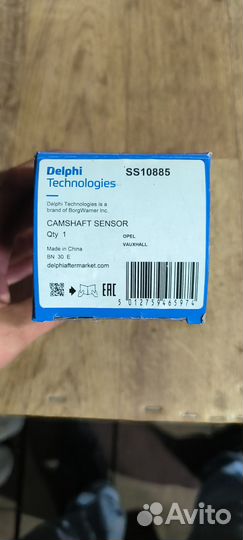 Delphi
Technologies
SS10885
Delphi Technologies is a
brand of BorgWarner Inc.
CAMSHAFT SENSOR
Qty 1
OPEL
VAUXHALL
Made in China
BN 30 E
delphiaftermarket.com
EAC
5 012759 465974
Avito